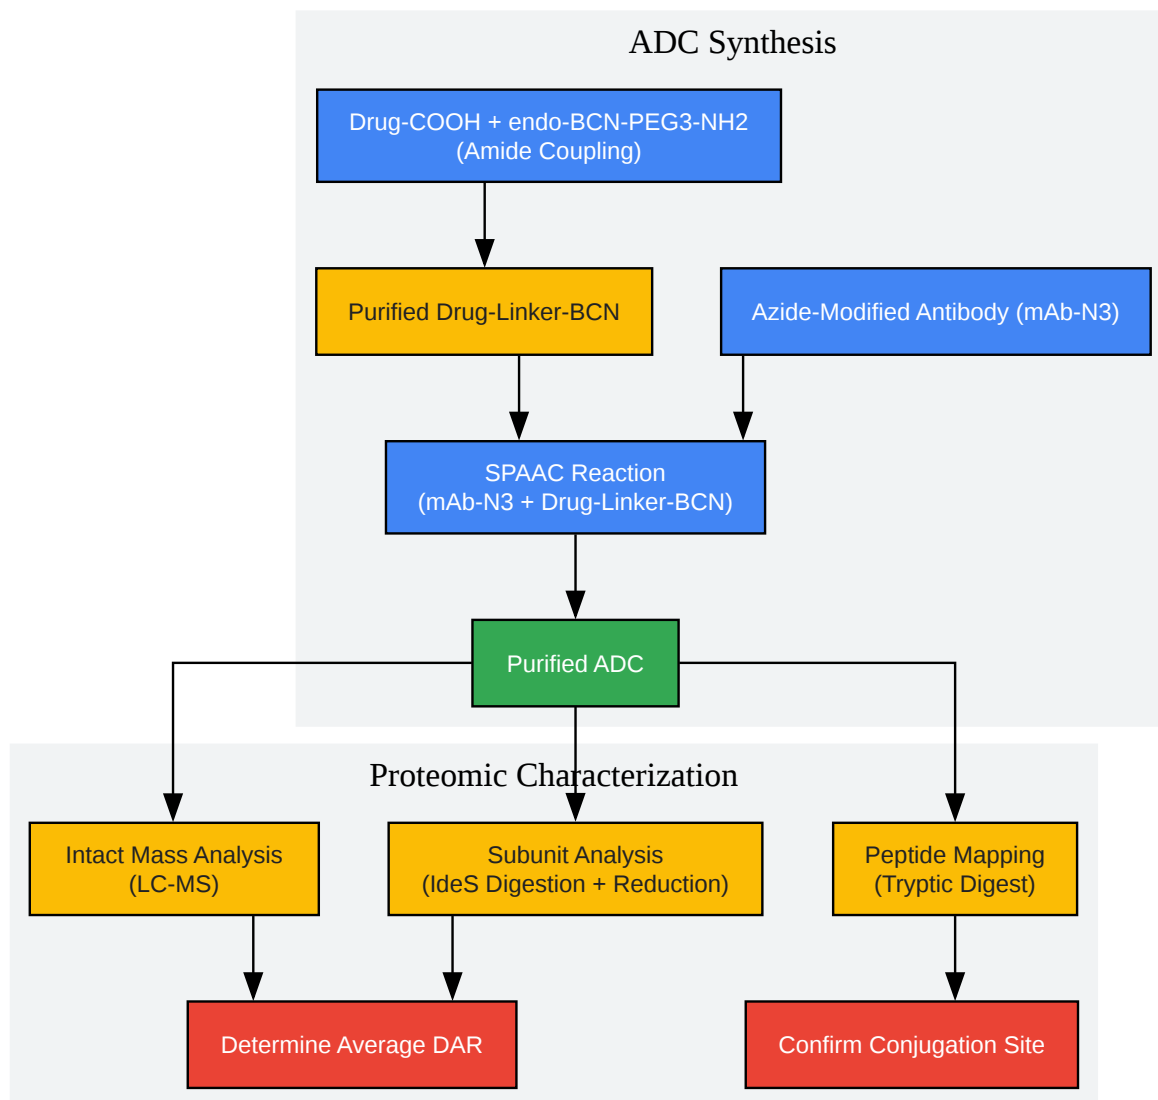 ADC Synthesis
Drug-COOH + endo-BCN-PEG3-NH2
(Amide Coupling)
Purified Drug-Linker-BCN
Azide-Modified Antibody (mAb-N3)
SPAAC Reaction
(mAb-N3 + Drug-Linker-BCN)
Purified ADC
Proteomic Characterization
Intact Mass Analysis
(LC-MS)
Subunit Analysis
(IdeS Digestion + Reduction)
Peptide Mapping
(Tryptic Digest)
Determine Average DAR
Confirm Conjugation Site